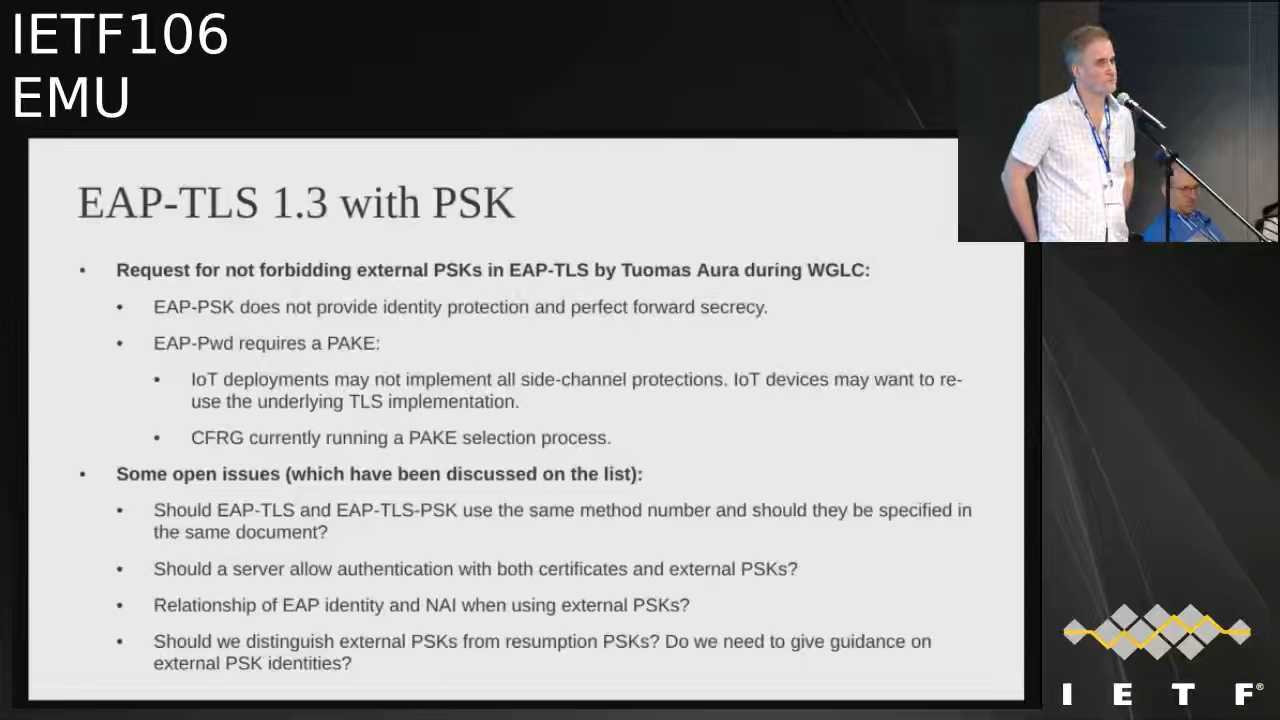 IETF106
EMU
EAP-TLS 1.3 with PSK
• Request for not forbidding external PSKs in EAP-TLS by Tuomas Aura during WGLC:
• EAP-PSK does not provide identity protection and perfect forward secrecy.
• EAP-Pwd requires a PAKE:
• IoT deployments may not implement all side-channel protections. IoT devices may want to re-
use the underlying TLS implementation.
• CFRG currently running a PAKE selection process.
• Some open issues (which have been discussed on the list):
• Should EAP-TLS and EAP-TLS-PSK use the same method number and should they be specified in
the same document?
• Should a server allow authentication with both certificates and external PSKs?
• Relationship of EAP identity and NAI when using external PSKs?
• Should we distinguish external PSKs from resumption PSKs? Do we need to give guidance on
external PSK identities?
I E T F®